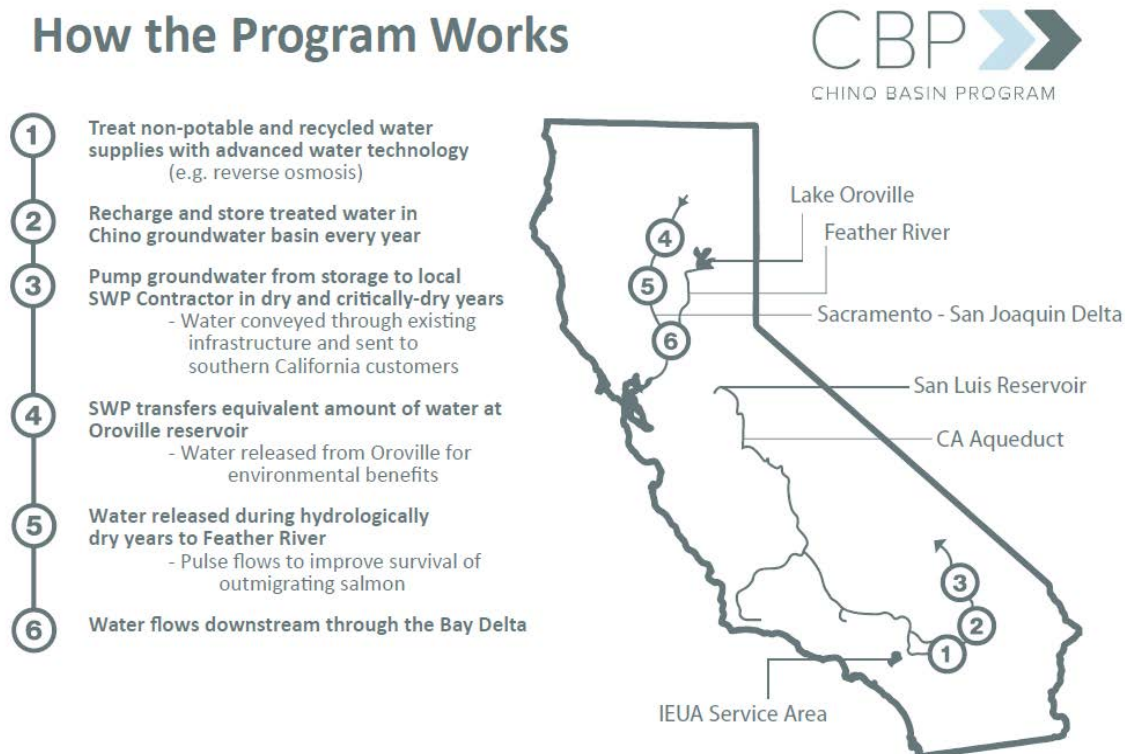 How the Program Works
CBP
CHINO BASIN PROGRAM
1
Treat non-potable and recycled water
supplies with advanced water technology
(e.g. reverse osmosis)
2
Recharge and store treated water in
Chino groundwater basin every year
3
Pump groundwater from storage to local
SWP Contractor in dry and critically-dry years
- Water conveyed through existing
infrastructure and sent to
southern California customers
4
SWP transfers equivalent amount of water at
Oroville reservoir
- Water released from Oroville for
environmental benefits
5
Water released during hydrologically
dry years to Feather River
- Pulse flows to improve survival of
outmigrating salmon
6
Water flows downstream through the Bay Delta
Lake Oroville
4
Feather River
5
Sacramento - San Joaquin Delta
6
San Luis Reservoir
CA Aqueduct
3
2
1
IEUA Service Area